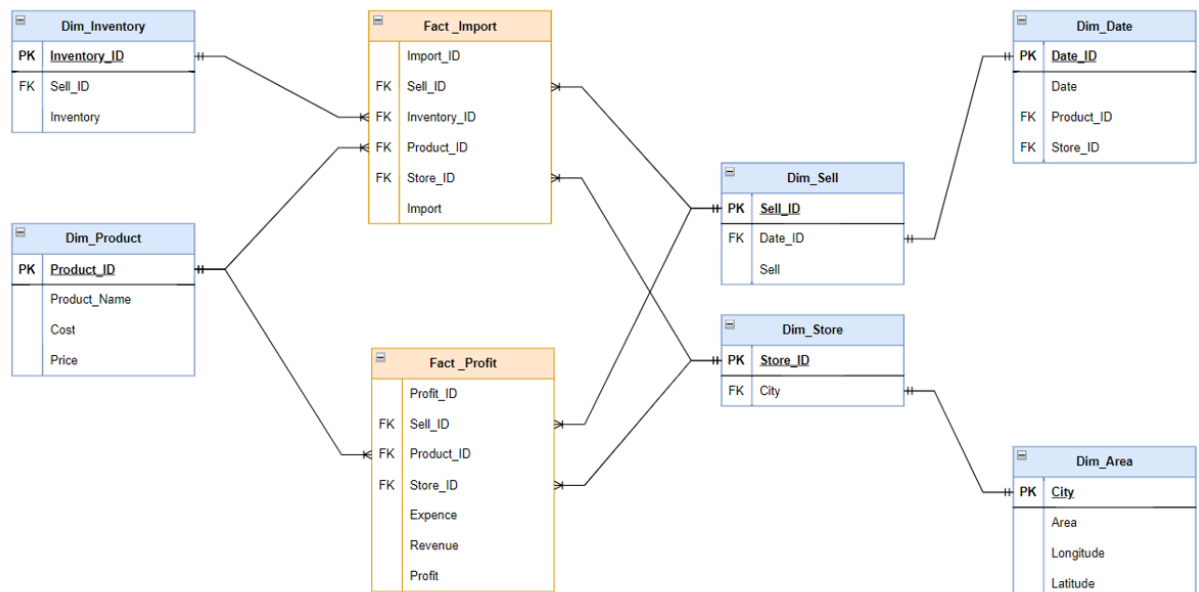 Dim_Inventory
PK Inventory_ID
FK Sell_ID
Inventory
Fact _Import
Import_ID
FK Sell_ID
FK Inventory_ID
FK Product_ID
FK Store_ID
Import
Dim_Date
PK Date_ID
Date
FK Product_ID
FK Store_ID
Dim_Sell
PK Sell_ID
FK Date_ID
Sell
Dim_Product
PK Product_ID
Product_Name
Cost
Price
Fact _Profit
Profit_ID
FK Sell_ID
FK Product_ID
FK Store_ID
Expence
Revenue
Profit
Dim_Store
PK Store_ID
FK City
Dim_Area
PK City
Area
Longitude
Latitude